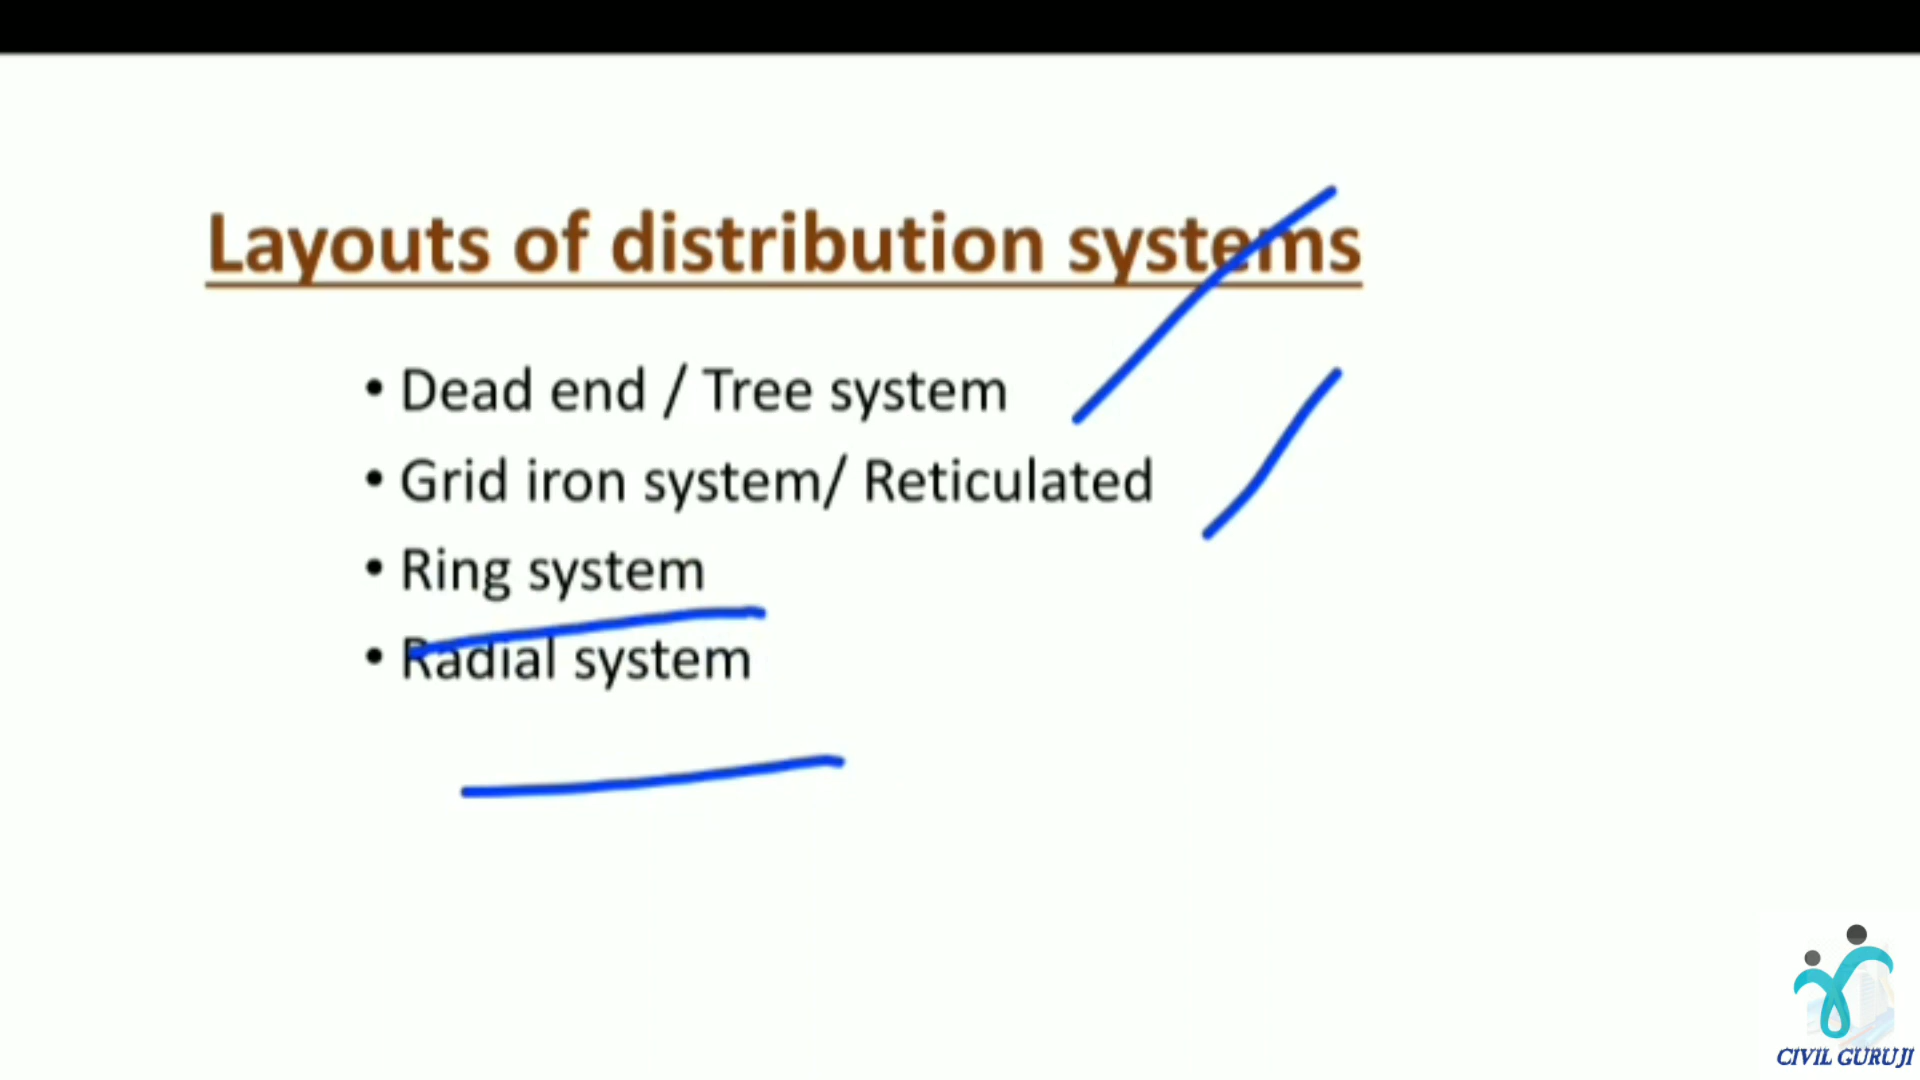 Layouts of distribution systems
• Dead end / Tree system
• Grid iron system/ Reticulated
• Ring system
• Radial system
CIVIL GURUJI